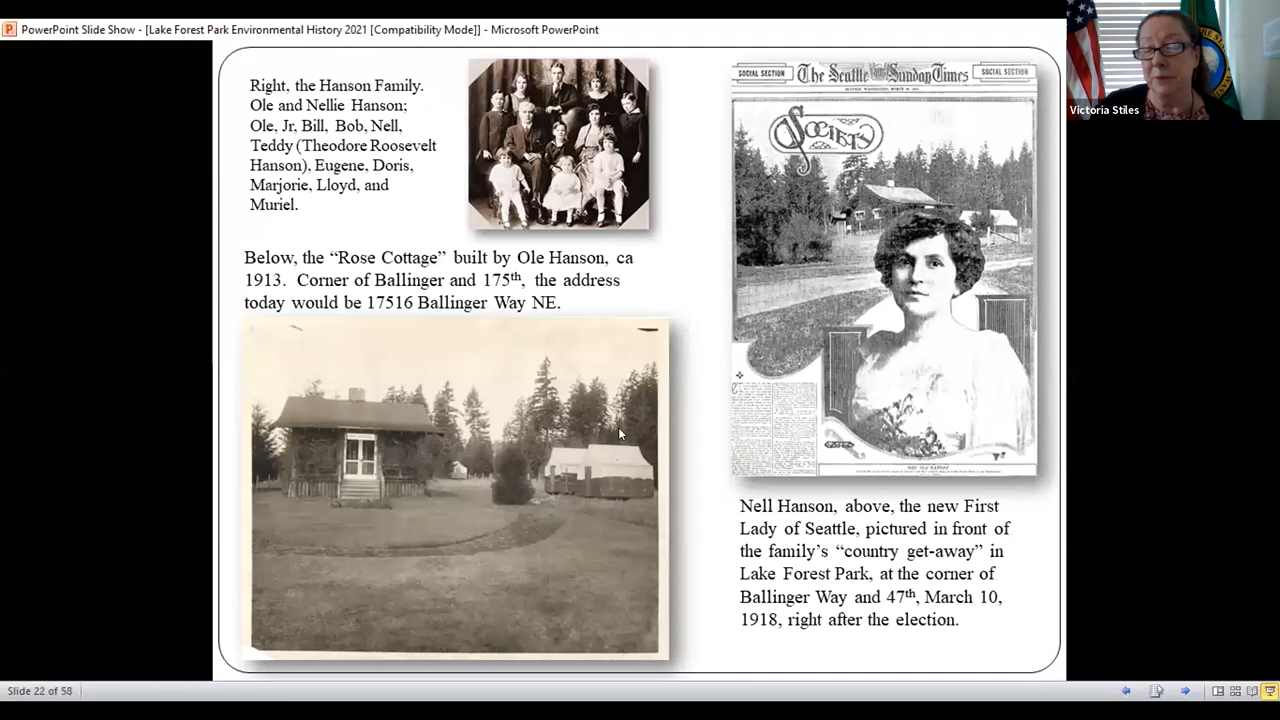 PowerPoint Slide Show - [Lake Forest Park Environmental History 2021 [Compatibility Mode]] - Microsoft PowerPoint
Right, the Hanson Family.
Ole and Nellie Hanson;
Ole, Jr, Bill, Bob, Nell,
Teddy (Theodore Roosevelt
Hanson), Eugene, Doris,
Marjorie, Lloyd, and
Muriel.
Below, the “Rose Cottage” built by Ole Hanson, ca
1913. Corner of Ballinger and 175th, the address
today would be 17516 Ballinger Way NE.
SOCIAL SECTION
The Seattle Sunday Times
SOCIAL SECTION
SOCIETY
Nell Hanson, above, the new First
Lady of Seattle, pictured in front of
the family’s “country get-away” in
Lake Forest Park, at the corner of
Ballinger Way and 47th, March 10,
1918, right after the election.
Victoria Stiles
Slide 22 of 58